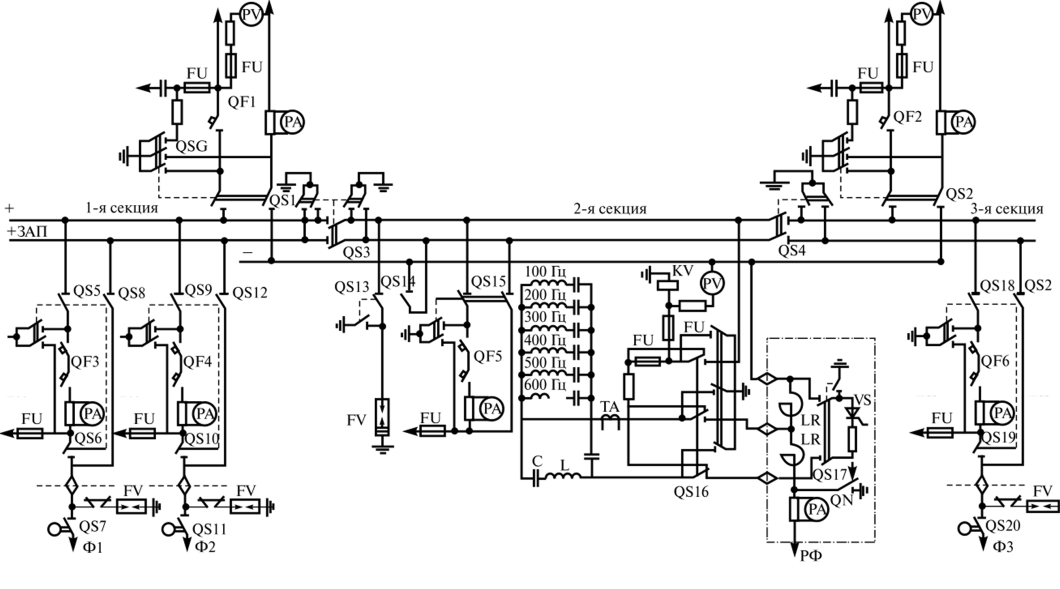 PV
PV
FU
FU
FU
FU
QF1
QF2
PA
PA
QSG
QS1
QS2
+
1-я секция
2-я секция
3-я секция
+ЗАП
QS3
QS4
–
QS5
QS8
QS9
QS12
QS13
QS14
QS15
100 Гц
200 Гц
300 Гц
400 Гц
500 Гц
600 Гц
KV
PV
QS18
QS2
QF3
QF4
QF5
FU
FU
QF6
FU
PA
FU
PA
FV
FU
PA
TA
LR
LR
VS
FU
PA
QS6
QS10
QS19
C
L
QS16
QS17
QN
FV
FV
FV
PA
QS7
QS11
QS20
Ф1
Ф2
РФ
Ф3